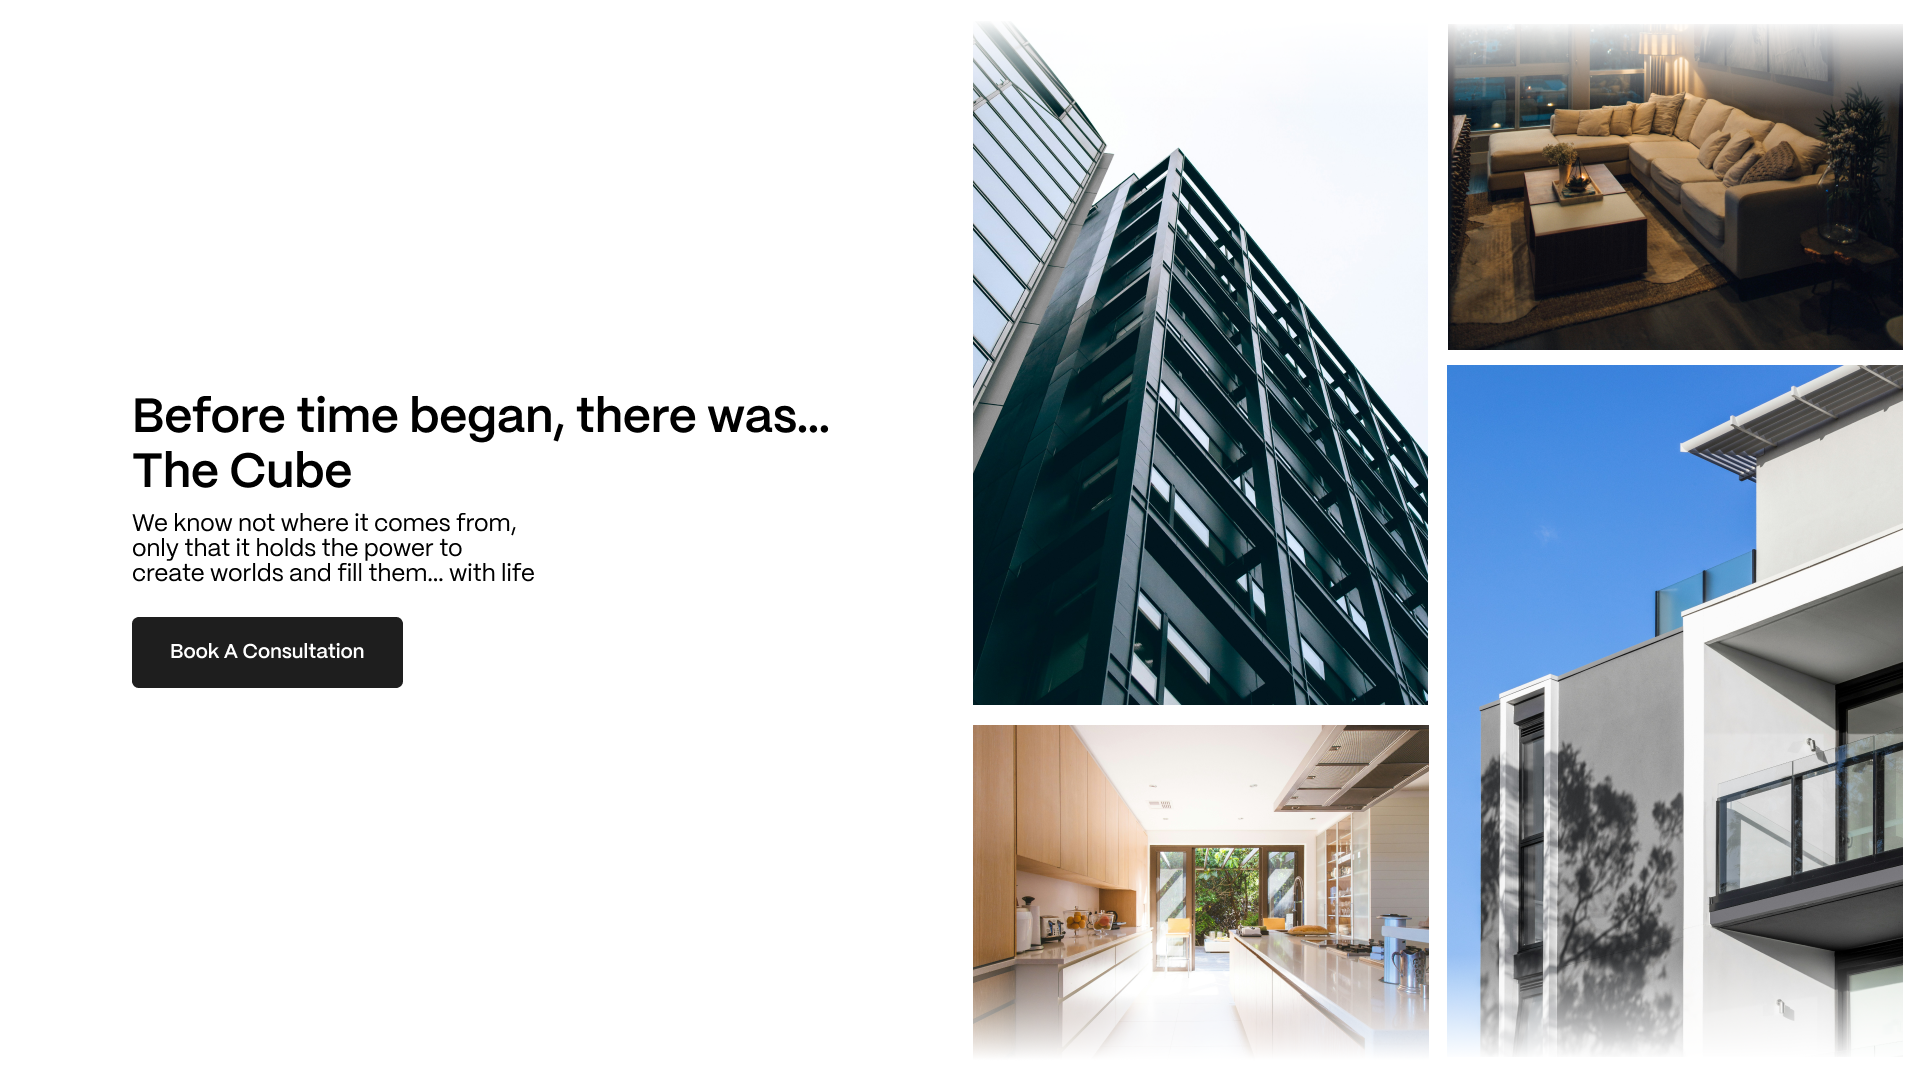 Before time began, there was...
The Cube
We know not where it comes from,
only that it holds the power to
create worlds and fill them... with life
Book A Consultation